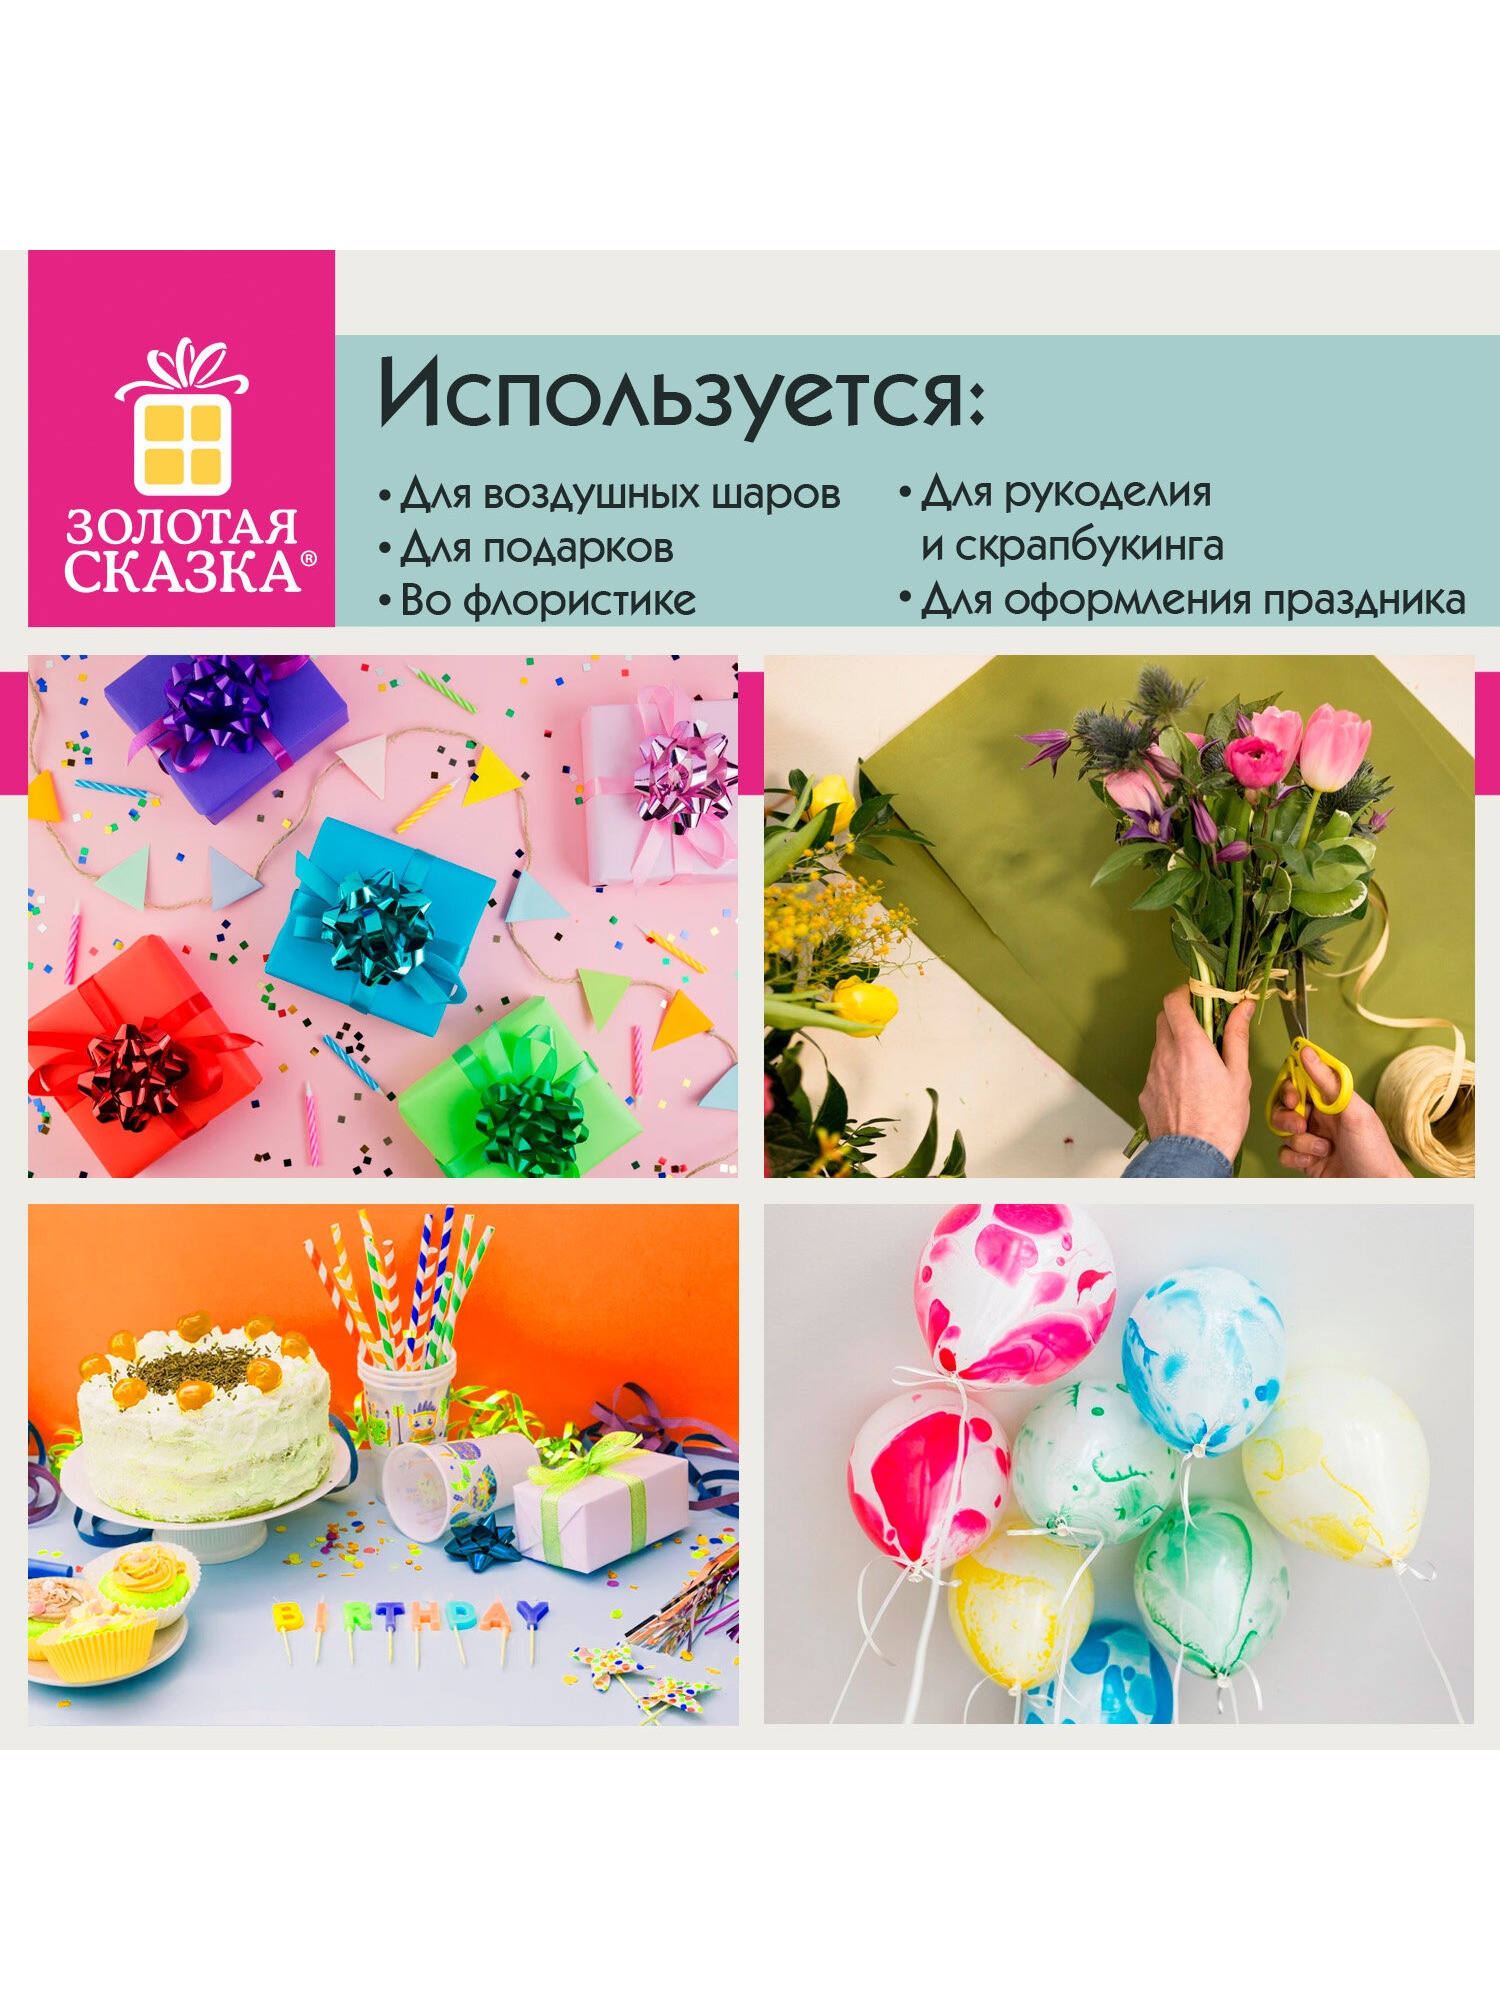 ЗОЛОТАЯ
СКАЗКА®
Используется:
• Для воздушных шаров
• Для подарков
• Во флористике
• Для рукоделия
и скрапбукинга
• Для оформления праздника
BIRTHDAY